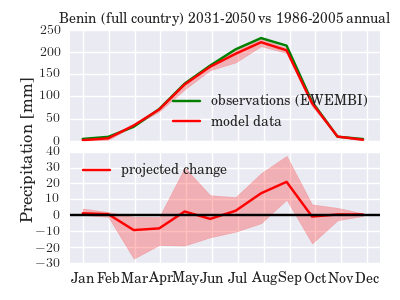 Benin (full country) 2031-2050 vs 1986-2005 annual
250
200
150
100
50
0
observations (EWEMBI)
model data
Precipitation [mm]
40
30
20
10
0
−10
−20
−30
projected change
Jan Feb Mar Apr May Jun Jul Aug Sep Oct Nov Dec